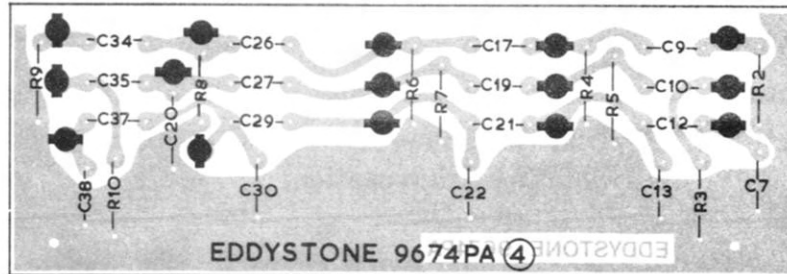 C34 C26 C17 C9
R9 R8 R6 R4 R2
C35 C27 R7 C19 R5 C10
C37 C20 C29 C21 C12
C38 R10 C30 C22 C13 R3 C7
EDDYSTONE 9674PA 4
EDDYSTONE 9674PA